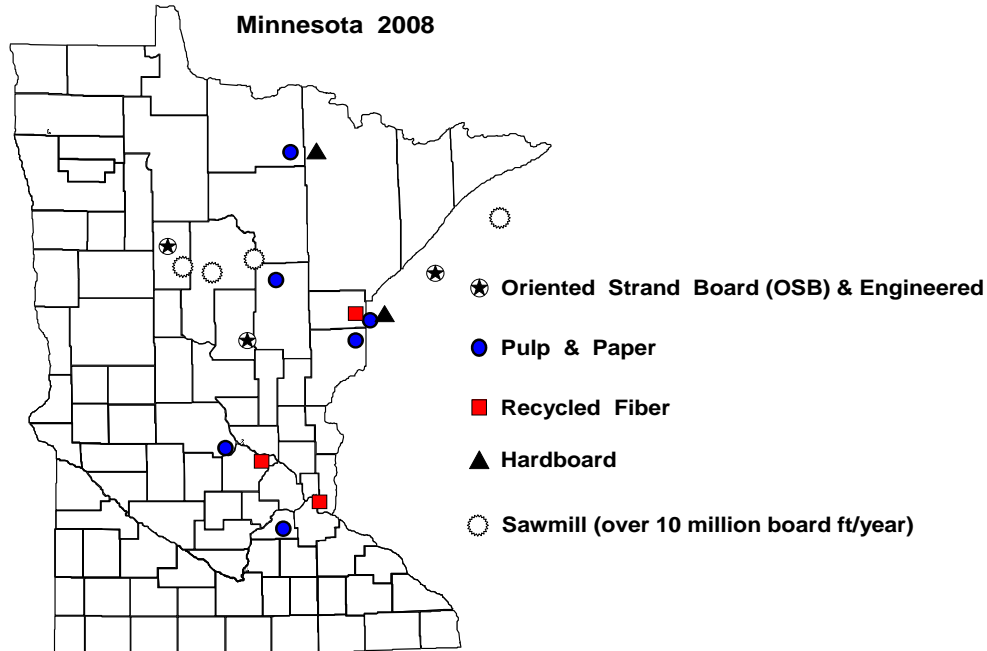 Minnesota 2008
Oriented Strand Board (OSB) & Engineered
Pulp & Paper
Recycled Fiber
Hardboard
Sawmill (over 10 million board ft/year)